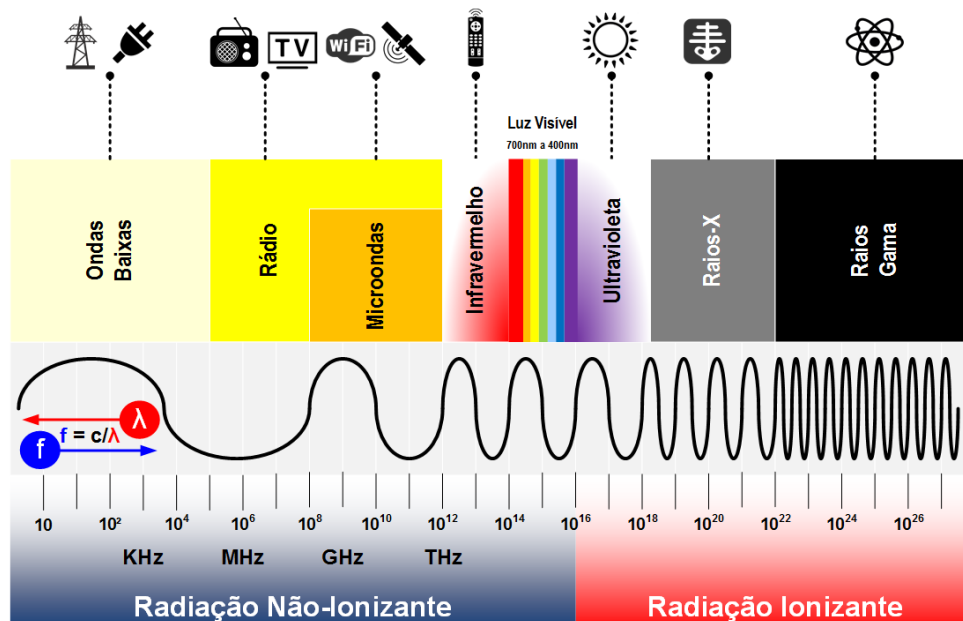 TV
WiFi
Luz Visivel
700nm a 400nm
Ondas
Baixas
Rádio
Microondas
Infravermelho
Ultravioleta
Raios-X
Raios
Gama
λ
f = c/λ
f
10 10² 10⁴ 10⁶ 10⁸ 10¹⁰ 10¹² 10¹⁴ 10¹⁶ 10¹⁸ 10²⁰ 10²² 10²⁴ 10²⁶
KHz MHz GHz THz
Radiação Não-Ionizante Radiação Ionizante